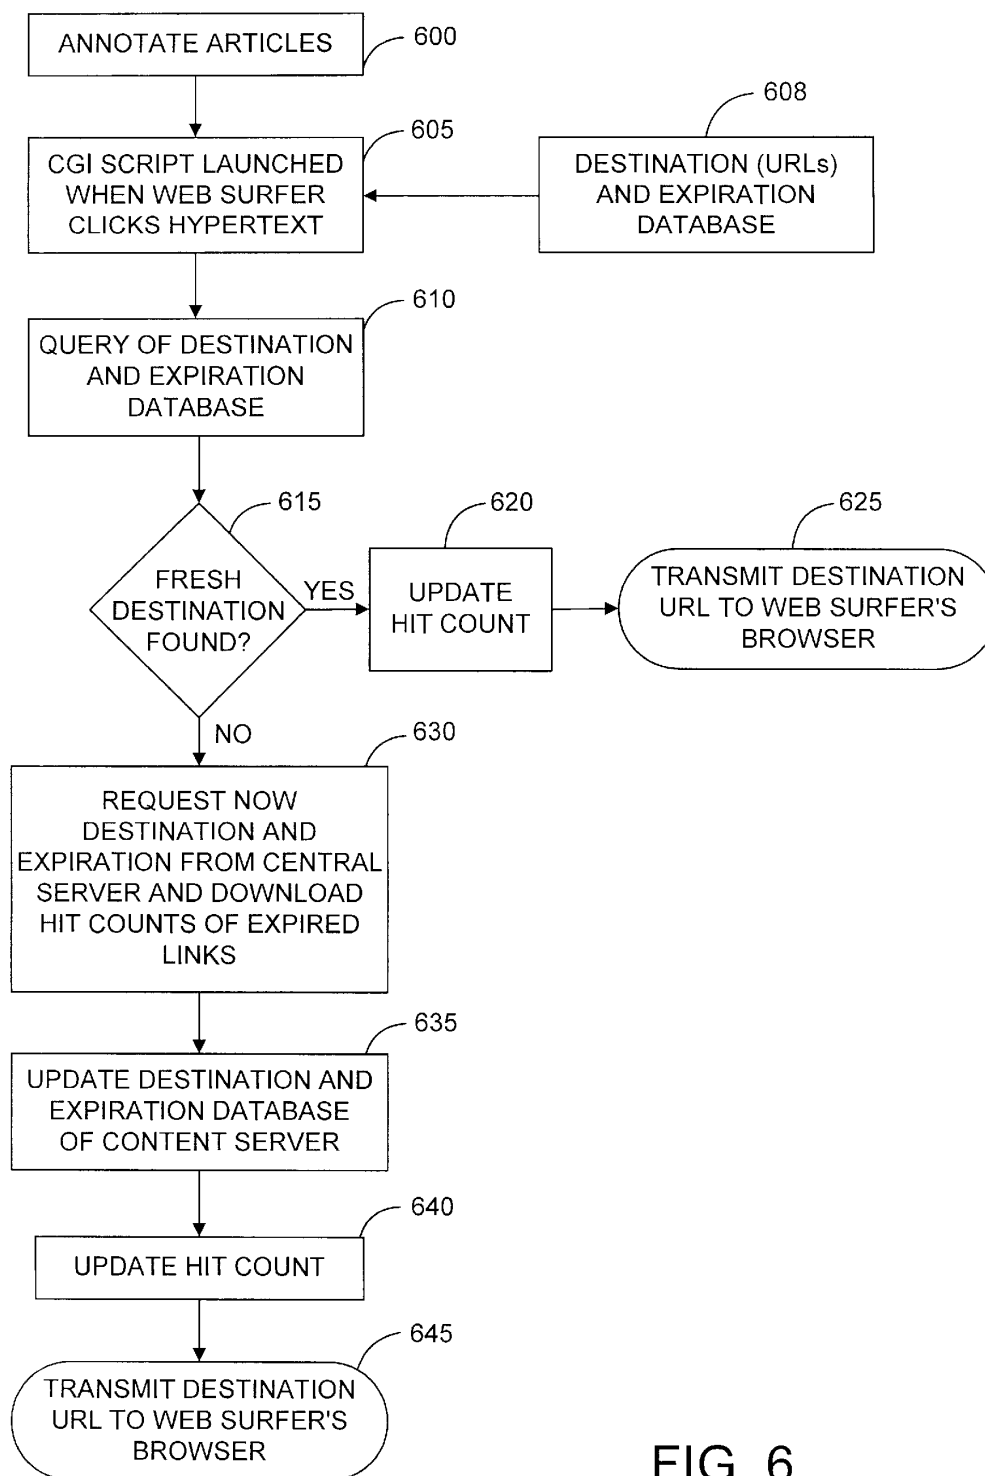 ANNOTATE ARTICLES
600
605
CGI SCRIPT LAUNCHED
WHEN WEB SURFER
CLICKS HYPERTEXT
608
DESTINATION (URLs)
AND EXPIRATION
DATABASE
610
QUERY OF DESTINATION
AND EXPIRATION
DATABASE
615
FRESH
DESTINATION
FOUND?
YES
620
UPDATE
HIT COUNT
625
TRANSMIT DESTINATION
URL TO WEB SURFER'S
BROWSER
NO
630
REQUEST NOW
DESTINATION AND
EXPIRATION FROM CENTRAL
SERVER AND DOWNLOAD
HIT COUNTS OF EXPIRED
LINKS
635
UPDATE DESTINATION AND
EXPIRATION DATABASE
OF CONTENT SERVER
640
UPDATE HIT COUNT
645
TRANSMIT DESTINATION
URL TO WEB SURFER'S
BROWSER
FIG. 6